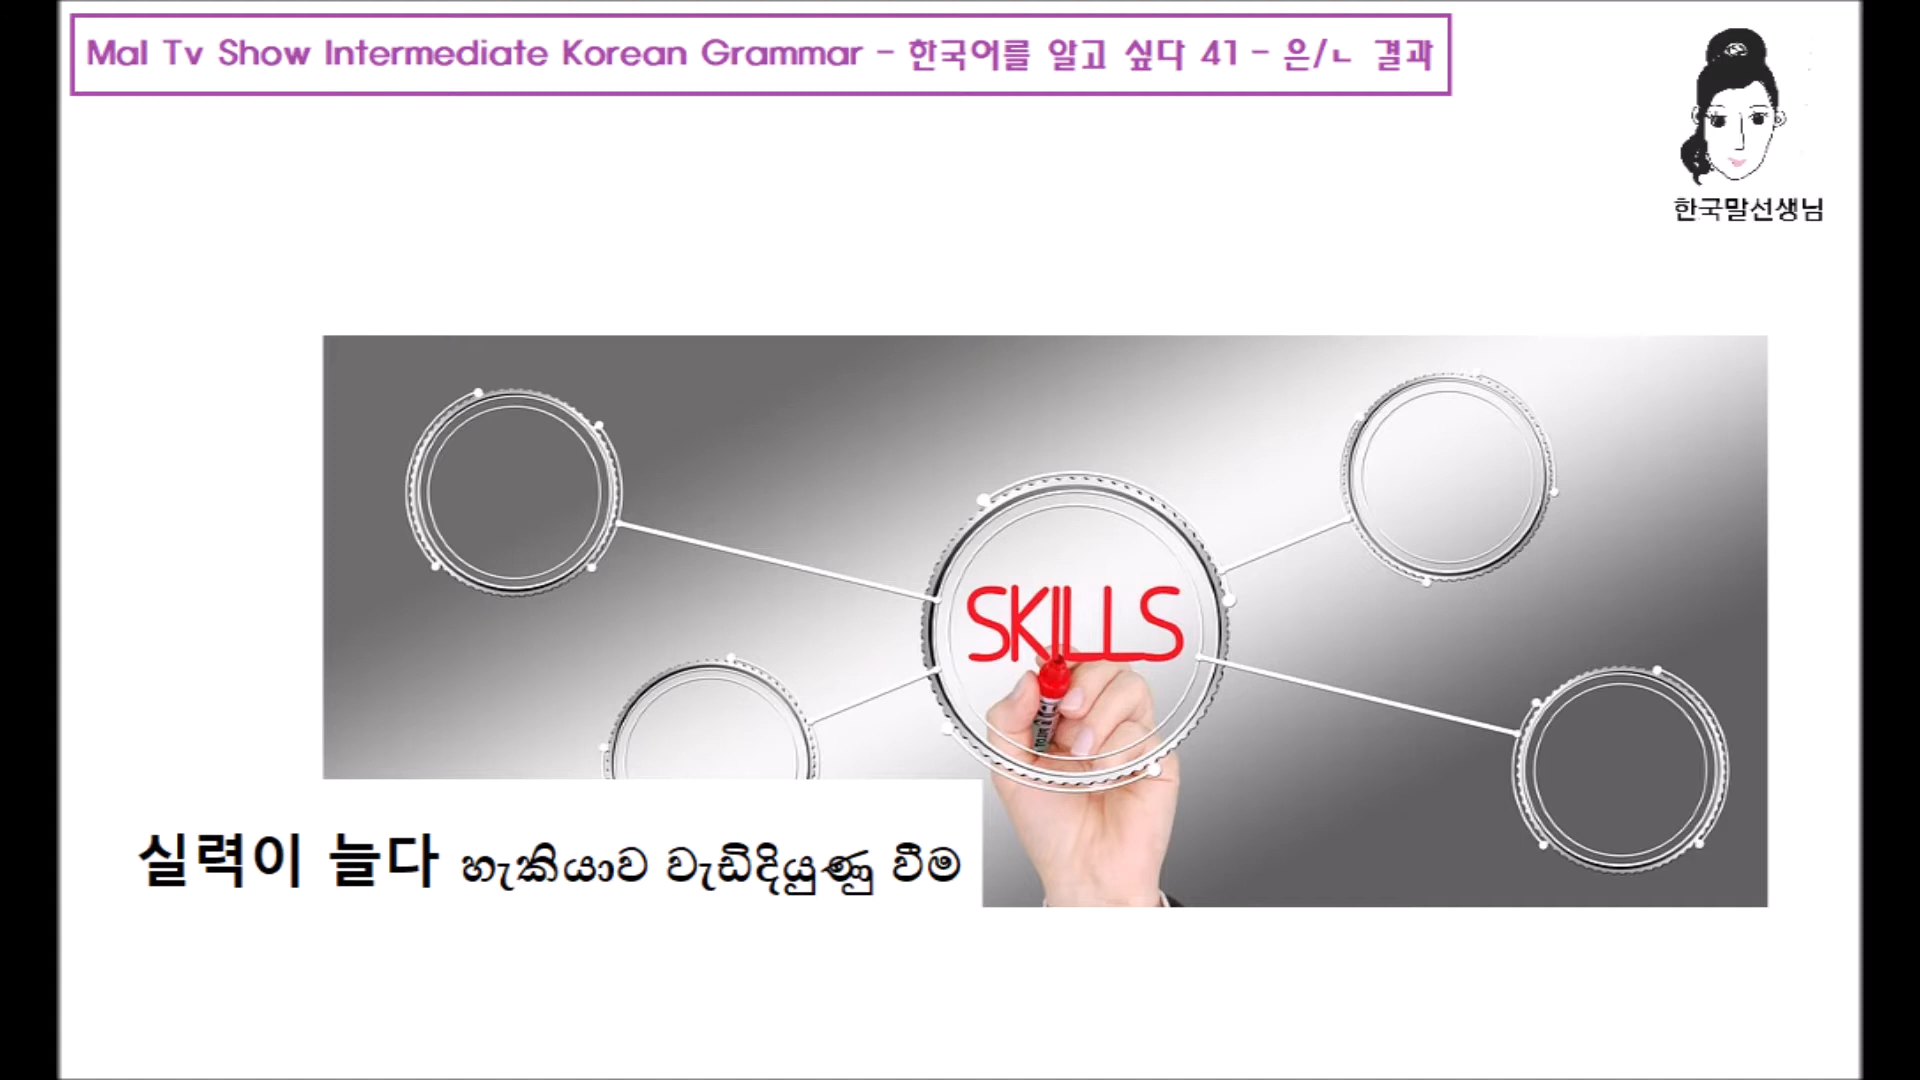 Mal Tv Show Intermediate Korean Grammar - 한국어를 알고 싶다 41 - 은/ㄴ 결과
한국말선생님
SKILLS
실력이 늘다 හැකියාව වැඩිදියුණු වීම